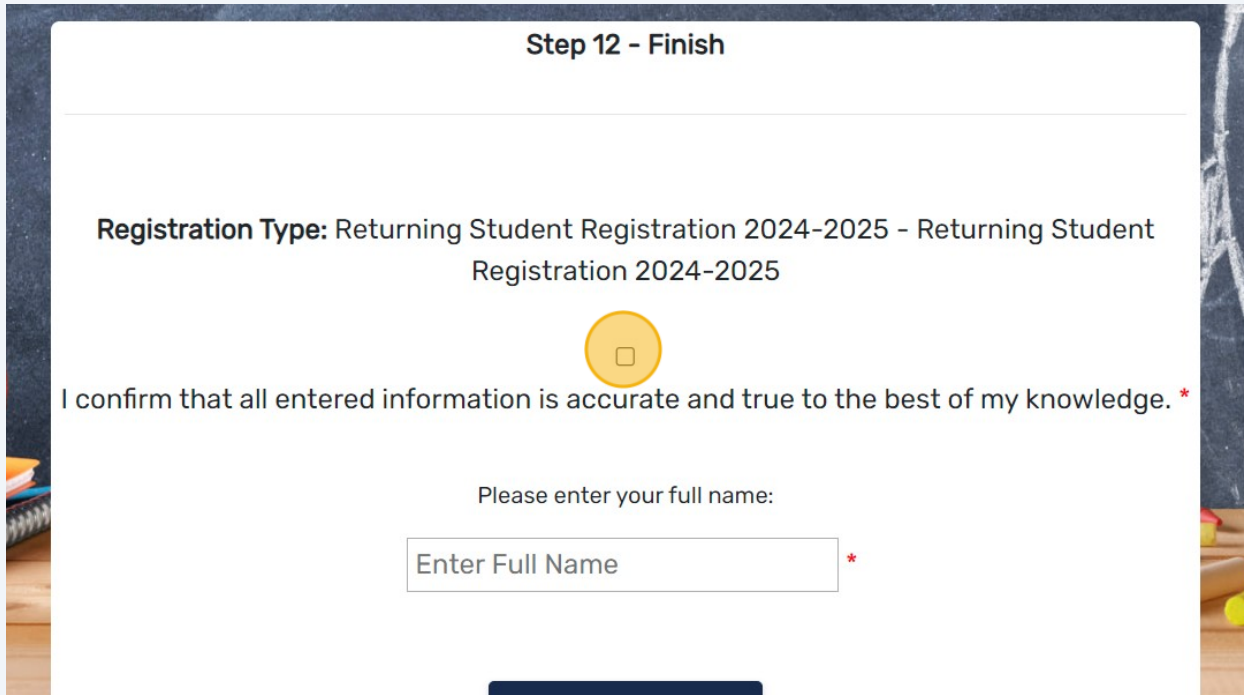 Step 12 - Finish
Registration Type: Returning Student Registration 2024-2025 - Returning Student
Registration 2024-2025
I confirm that all entered information is accurate and true to the best of my knowledge. *
Please enter your full name:
Enter Full Name *